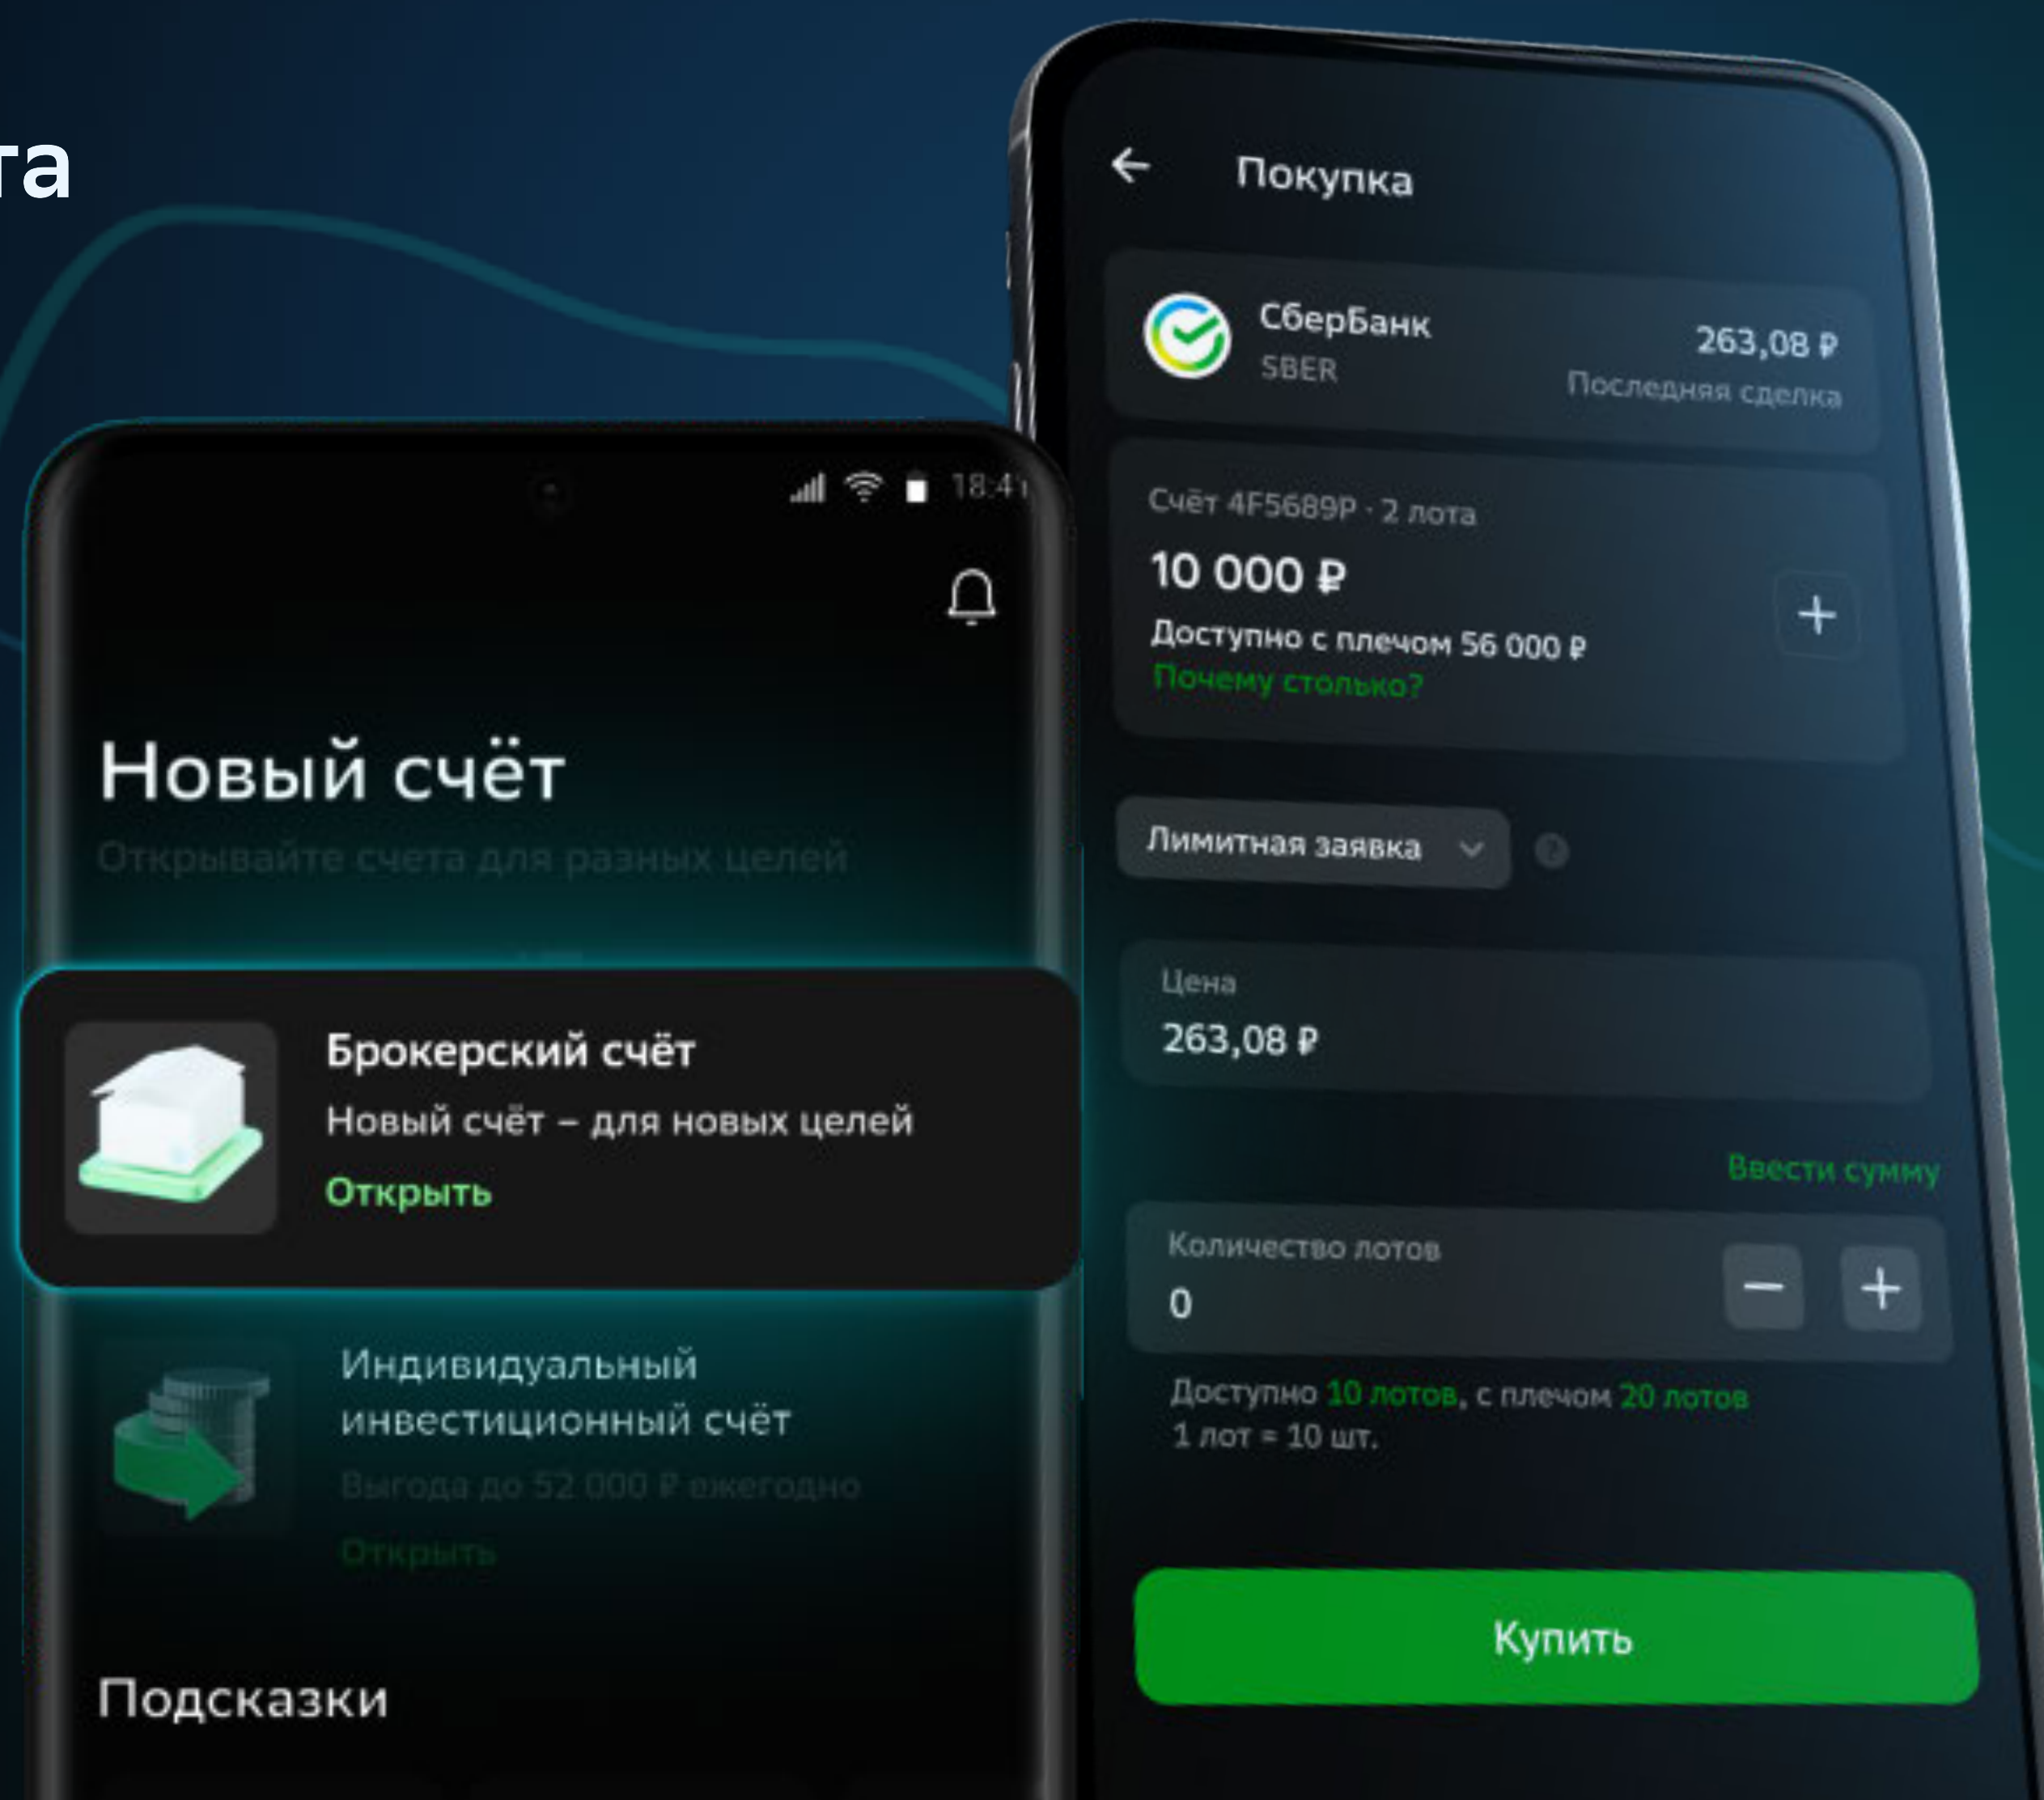 та
18:41
Новый счёт
Открывайте счета для разных целей
Брокерский счёт
Новый счёт – для новых целей
Открыть
Индивидуальный
инвестиционный счёт
Выгода до 52 000 ₽ ежегодно
Открыть
Подсказки
Покупка
СберБанк
263,08 ₽
SBER
Последняя сделка
Счёт 4F5689P · 2 лота
10 000 ₽
Доступно с плечом 56 000 ₽
Почему столько?
Лимитная заявка
?
Цена
263,08 ₽
Ввести сумму
Количество лотов
0
Доступно 10 лотов, с плечом 20 лотов
1 лот = 10 шт.
Купить